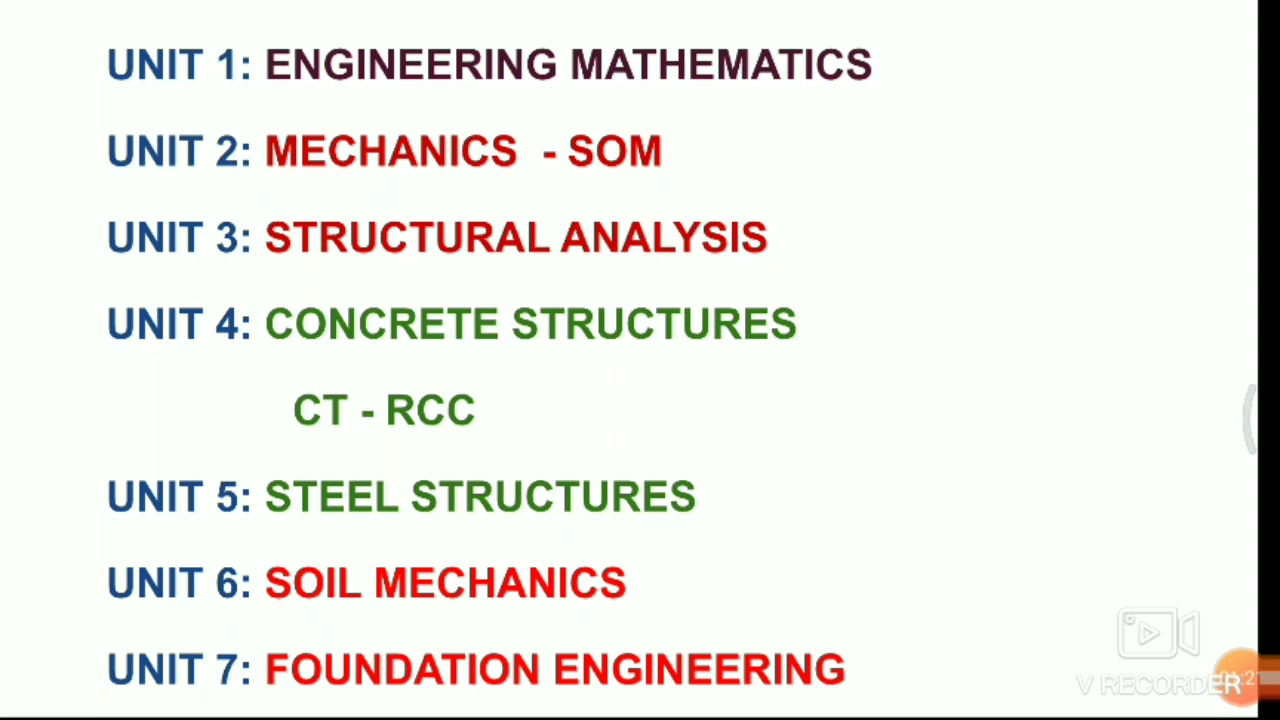 UNIT 1: ENGINEERING MATHEMATICS
UNIT 2: MECHANICS - SOM
UNIT 3: STRUCTURAL ANALYSIS
UNIT 4: CONCRETE STRUCTURES
CT - RCC
UNIT 5: STEEL STRUCTURES
UNIT 6: SOIL MECHANICS
UNIT 7: FOUNDATION ENGINEERING
V RECORDER